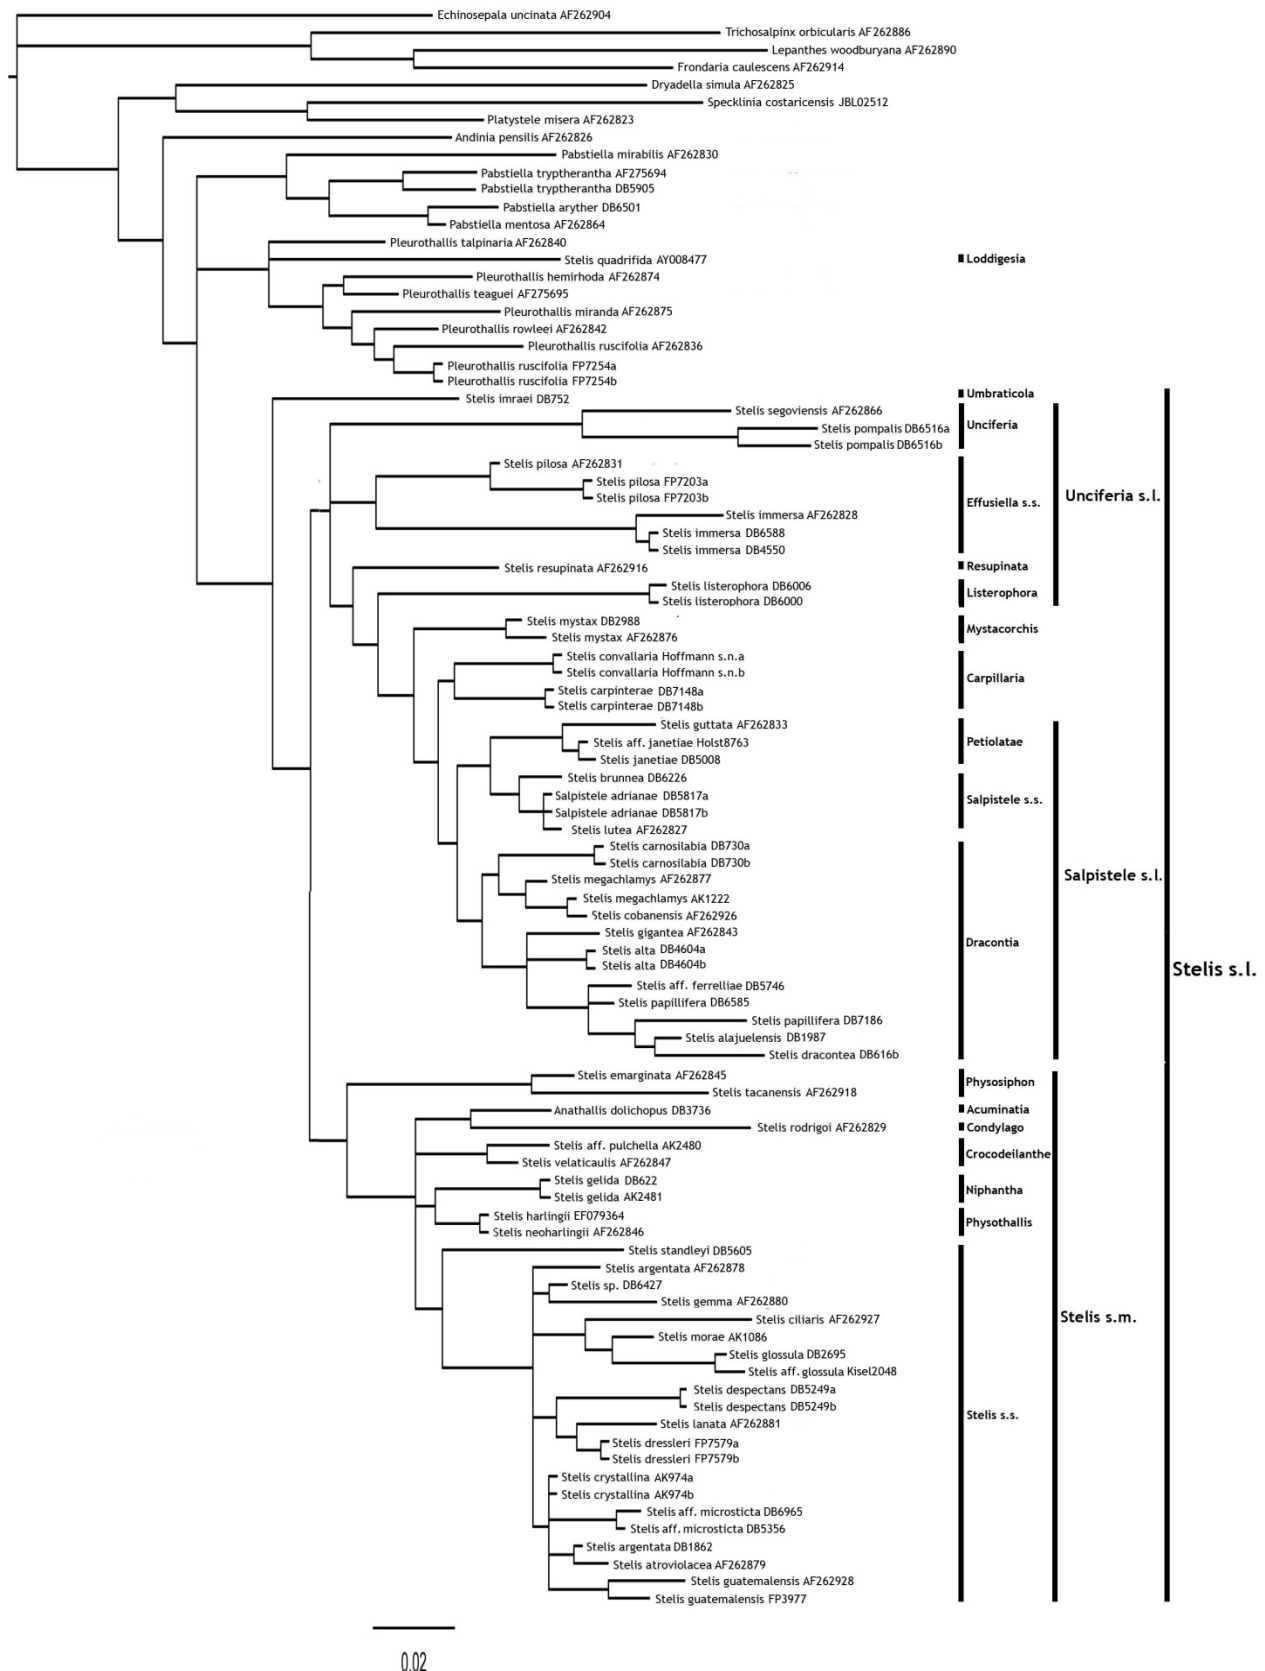 Echinosepala uncinata AF262904
Trichosalpinx orbicularis AF262886
Lepanthes woodburyana AF262890
Frondaria caulescens AF262914
Dryadella simula AF262825
Specklinia costaricensis JBL02512
Platystele misera AF262823
Andinia pensilis AF262826
Pabstiella mirabilis AF262830
Pabstiella tryptherantha AF275694
Pabstiella tryptherantha DB5905
Pabstiella aryther DB6501
Pabstiella mentosa AF262864
Pleurothallis talpinaria AF262840
Stelis quadrifida AY008477
Loddigesia
Pleurothallis hemirhoda AF262874
Pleurothallis teaguei AF275695
Pleurothallis miranda AF262875
Pleurothallis rowleei AF262842
Pleurothallis ruscifolia AF262836
Pleurothallis ruscifolia FP7254a
Pleurothallis ruscifolia FP7254b
Stelis imraei DB752
Umbraticola
Stelis segoviensis AF262866
Stelis pompalis DB6516a
Unciferia
Stelis pompalis DB6516b
Stelis pilosa AF262831
Stelis pilosa FP7203a
Stelis pilosa FP7203b
Unciferia s.l.
Effusiella s.s.
Stelis immersa AF262828
Stelis immersa DB6588
Stelis immersa DB4550
Stelis resupinata AF262916
Resupinata
Stelis listerophora DB6006
Listerophora
Stelis listerophora DB6000
Stelis mystax DB2988
Mystacorchis
Stelis mystax AF262876
Stelis convallaria Hoffmann s.n.a
Stelis convallaria Hoffmann s.n.b
Carpillaria
Stelis carpinterae DB7148a
Stelis carpinterae DB7148b
Stelis guttata AF262833
Stelis aff. janetiae Holst8763
Petiolatae
Stelis janetiae DB5008
Stelis brunnea DB6226
Salpistele adrianae DB5817a
Salpistele s.s.
Salpistele adrianae DB5817b
Stelis lutea AF262827
Stelis carnosilabia DB730a
Stelis carnosilabia DB730b
Salpistele s.l.
Stelis megachlamys AF262877
Stelis megachlamys AK1222
Stelis cobanensis AF262926
Stelis gigantea AF262843
Dracontia
Stelis alta DB4604a
Stelis alta DB4604b
Stelis s.l.
Stelis aff. ferrelliae DB5746
Stelis papillifera DB6585
Stelis papillifera DB7186
Stelis alajuelensis DB1987
Stelis dracontea DB616b
Stelis emarginata AF262845
Physosiphon
Stelis tacanensis AF262918
Anathallis dolichopus DB3736
Acuminatia
Stelis rodrigoi AF262829
Condylago
Stelis aff. pulchella AK2480
Crocodeilanthe
Stelis velaticaulis AF262847
Stelis gelida DB622
Niphantha
Stelis gelida AK2481
Stelis harlingii EF079364
Physothallis
Stelis neoharlingii AF262846
Stelis standleyi DB5605
Stelis argentata AF262878
Stelis sp. DB6427
Stelis gemma AF262880
Stelis s.m.
Stelis ciliaris AF262927
Stelis morae AK1086
Stelis glossula DB2695
Stelis aff. glossula Kisel2048
Stelis despectans DB5249a
Stelis despectans DB5249b
Stelis s.s.
Stelis lanata AF262881
Stelis dressleri FP7579a
Stelis dressleri FP7579b
Stelis crystallina AK974a
Stelis crystallina AK974b
Stelis aff. microsticta DB6965
Stelis aff. microsticta DB5356
Stelis argentata DB1862
Stelis atroviolacea AF262879
Stelis guatemalensis AF262928
Stelis guatemalensis FP3977
0.02